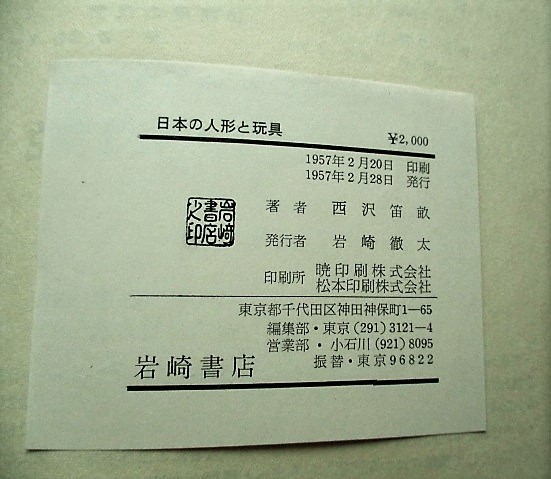 日本の人形と玩具 ¥2,000
1957年2月20日 印刷
1957年2月28日 発行
著者 西沢笛畝
発行者 岩崎徹太
岩崎書店之印
印刷所 暁印刷株式会社
松本印刷株式会社
東京都千代田区神田神保町1―65
編集部・東京(291)3121―4
営業部・小石川(921)8095
振替・東京96822
岩崎書店